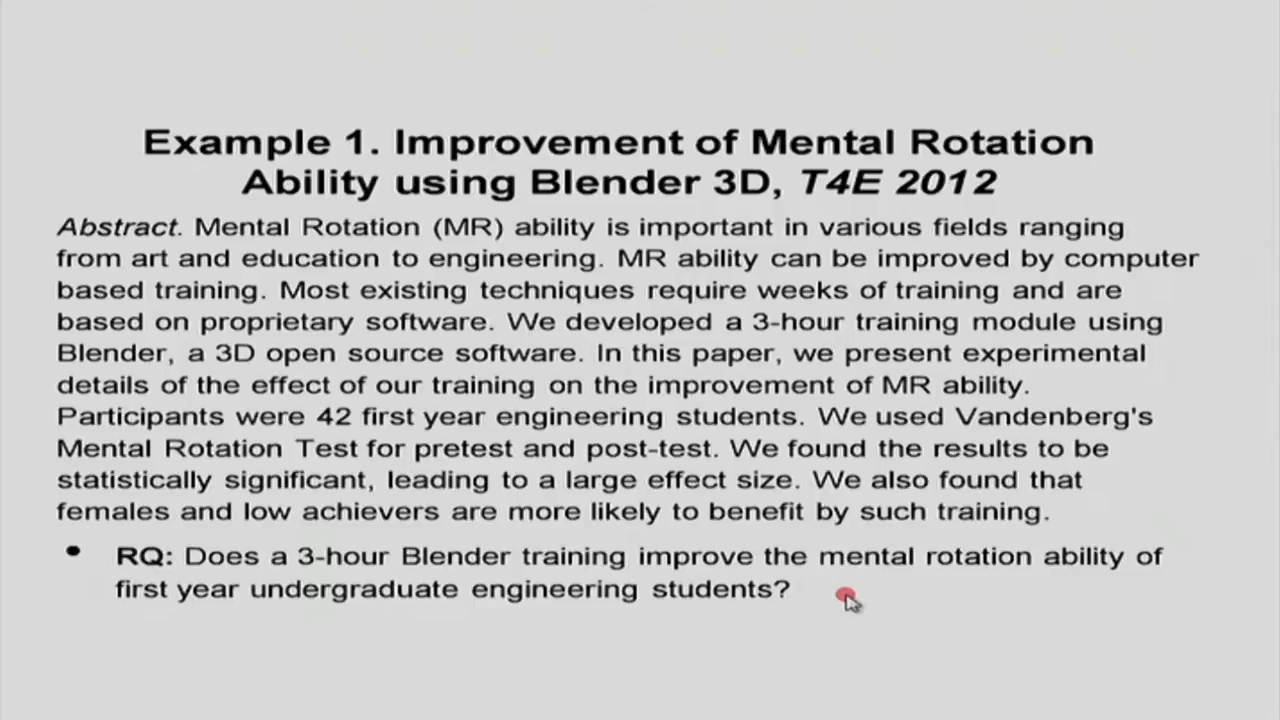 Example 1. Improvement of Mental Rotation
Ability using Blender 3D, T4E 2012
Abstract. Mental Rotation (MR) ability is important in various fields ranging
from art and education to engineering. MR ability can be improved by computer
based training. Most existing techniques require weeks of training and are
based on proprietary software. We developed a 3-hour training module using
Blender, a 3D open source software. In this paper, we present experimental
details of the effect of our training on the improvement of MR ability.
Participants were 42 first year engineering students. We used Vandenberg's
Mental Rotation Test for pretest and post-test. We found the results to be
statistically significant, leading to a large effect size. We also found that
females and low achievers are more likely to benefit by such training.
• RQ: Does a 3-hour Blender training improve the mental rotation ability of
first year undergraduate engineering students?